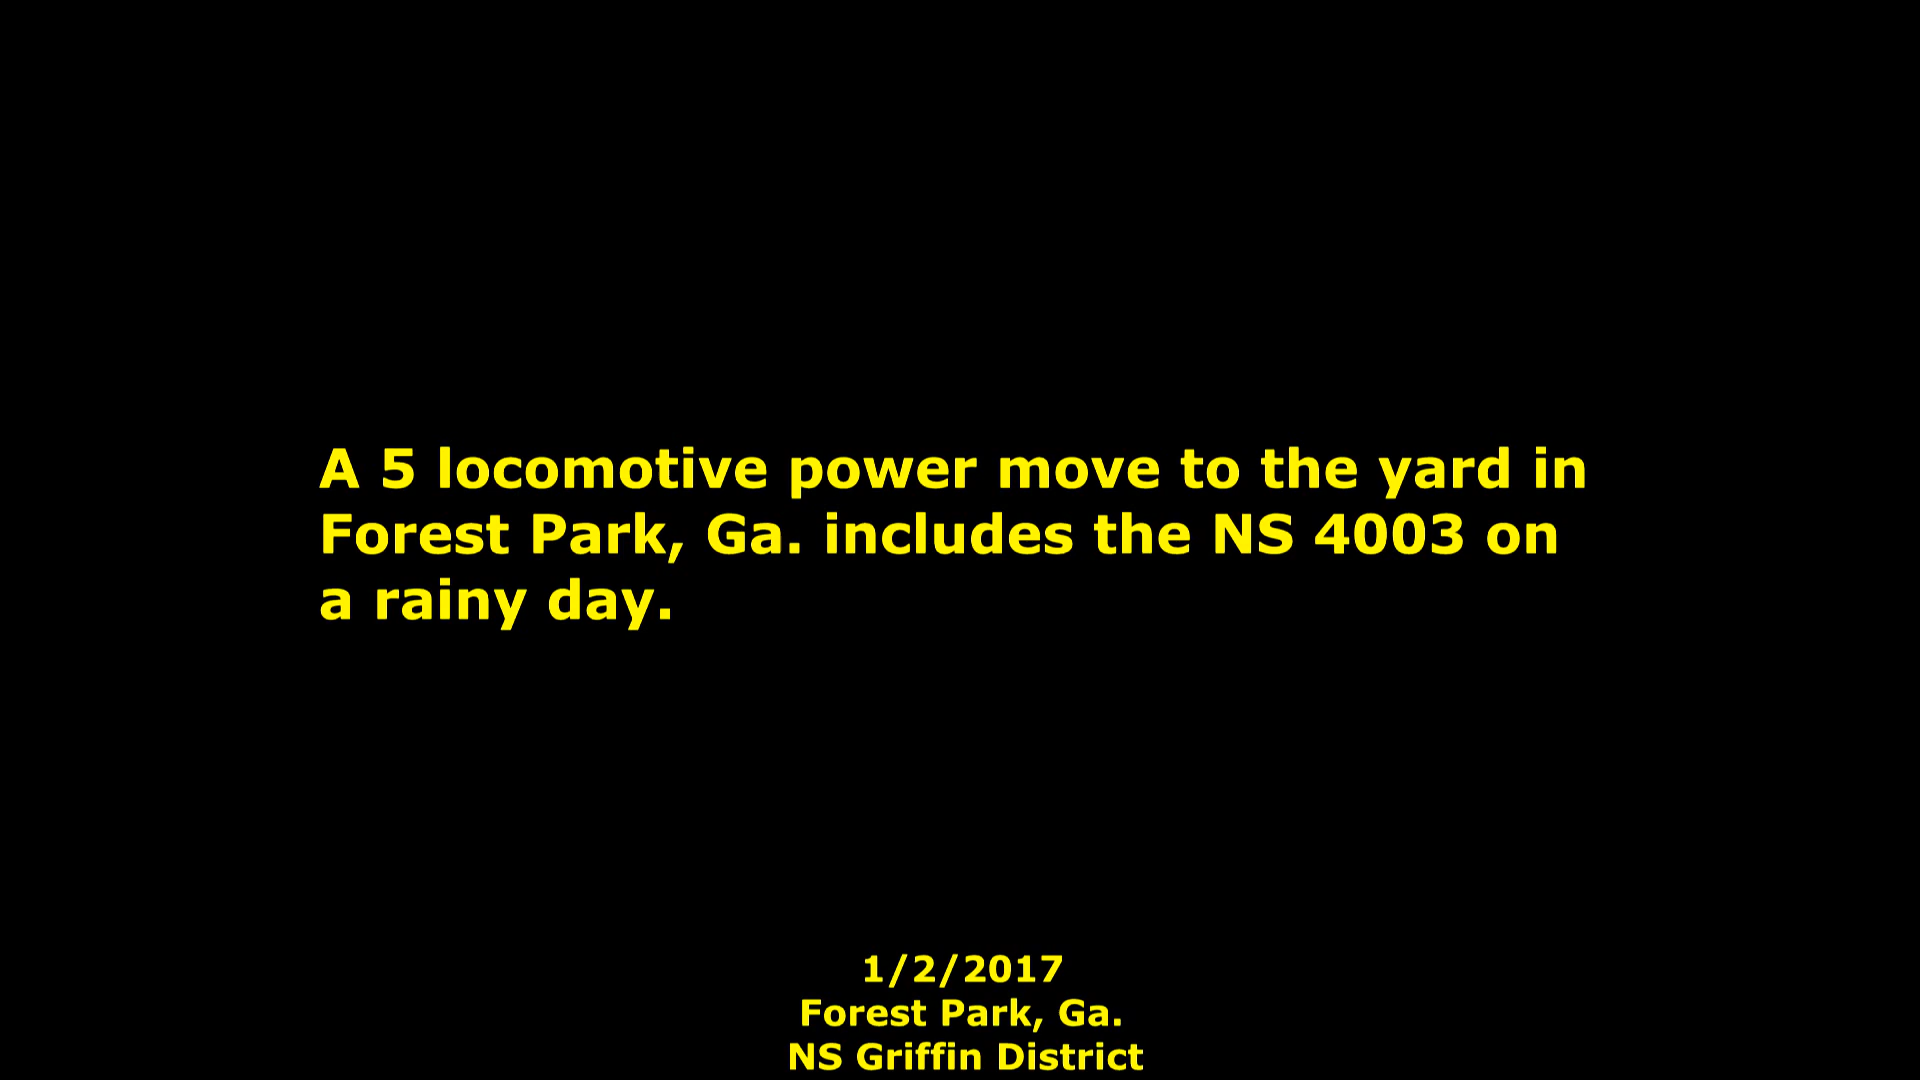 A 5 locomotive power move to the yard in
Forest Park, Ga. includes the NS 4003 on
a rainy day.
1/2/2017
Forest Park, Ga.
NS Griffin District